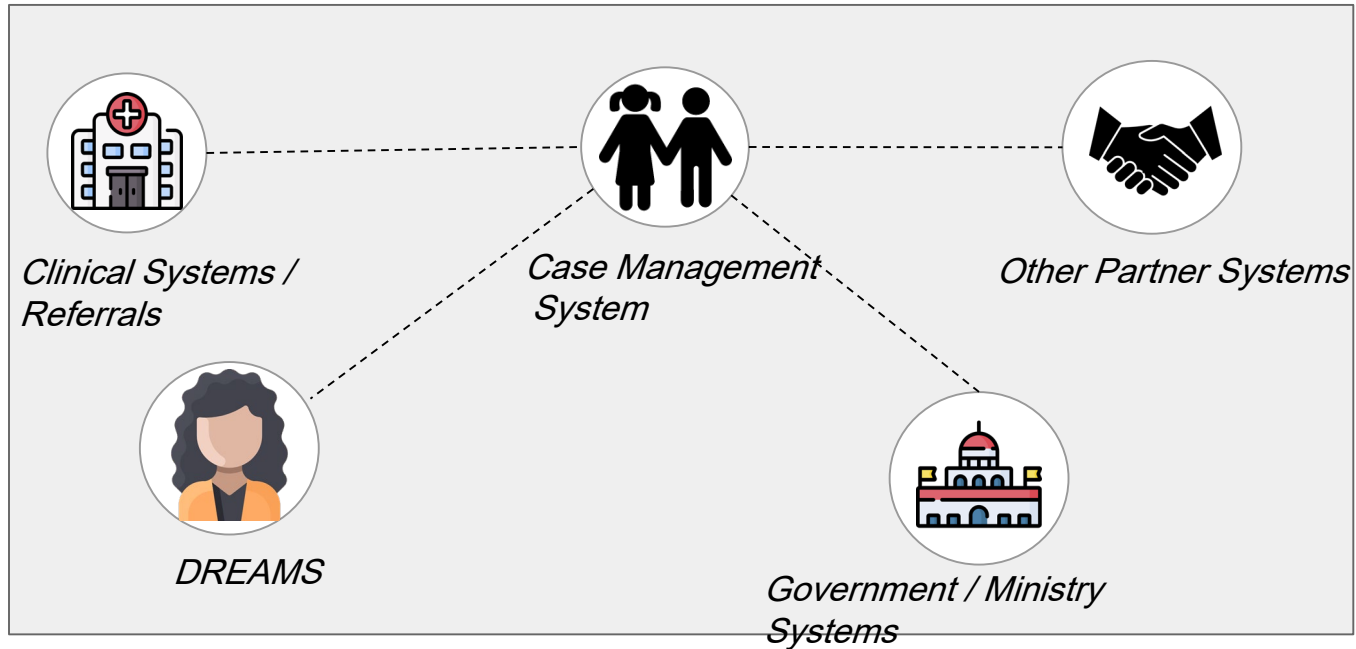 Clinical Systems /
Referrals
Case Management
System
Other Partner Systems
DREAMS
Government / Ministry
Systems